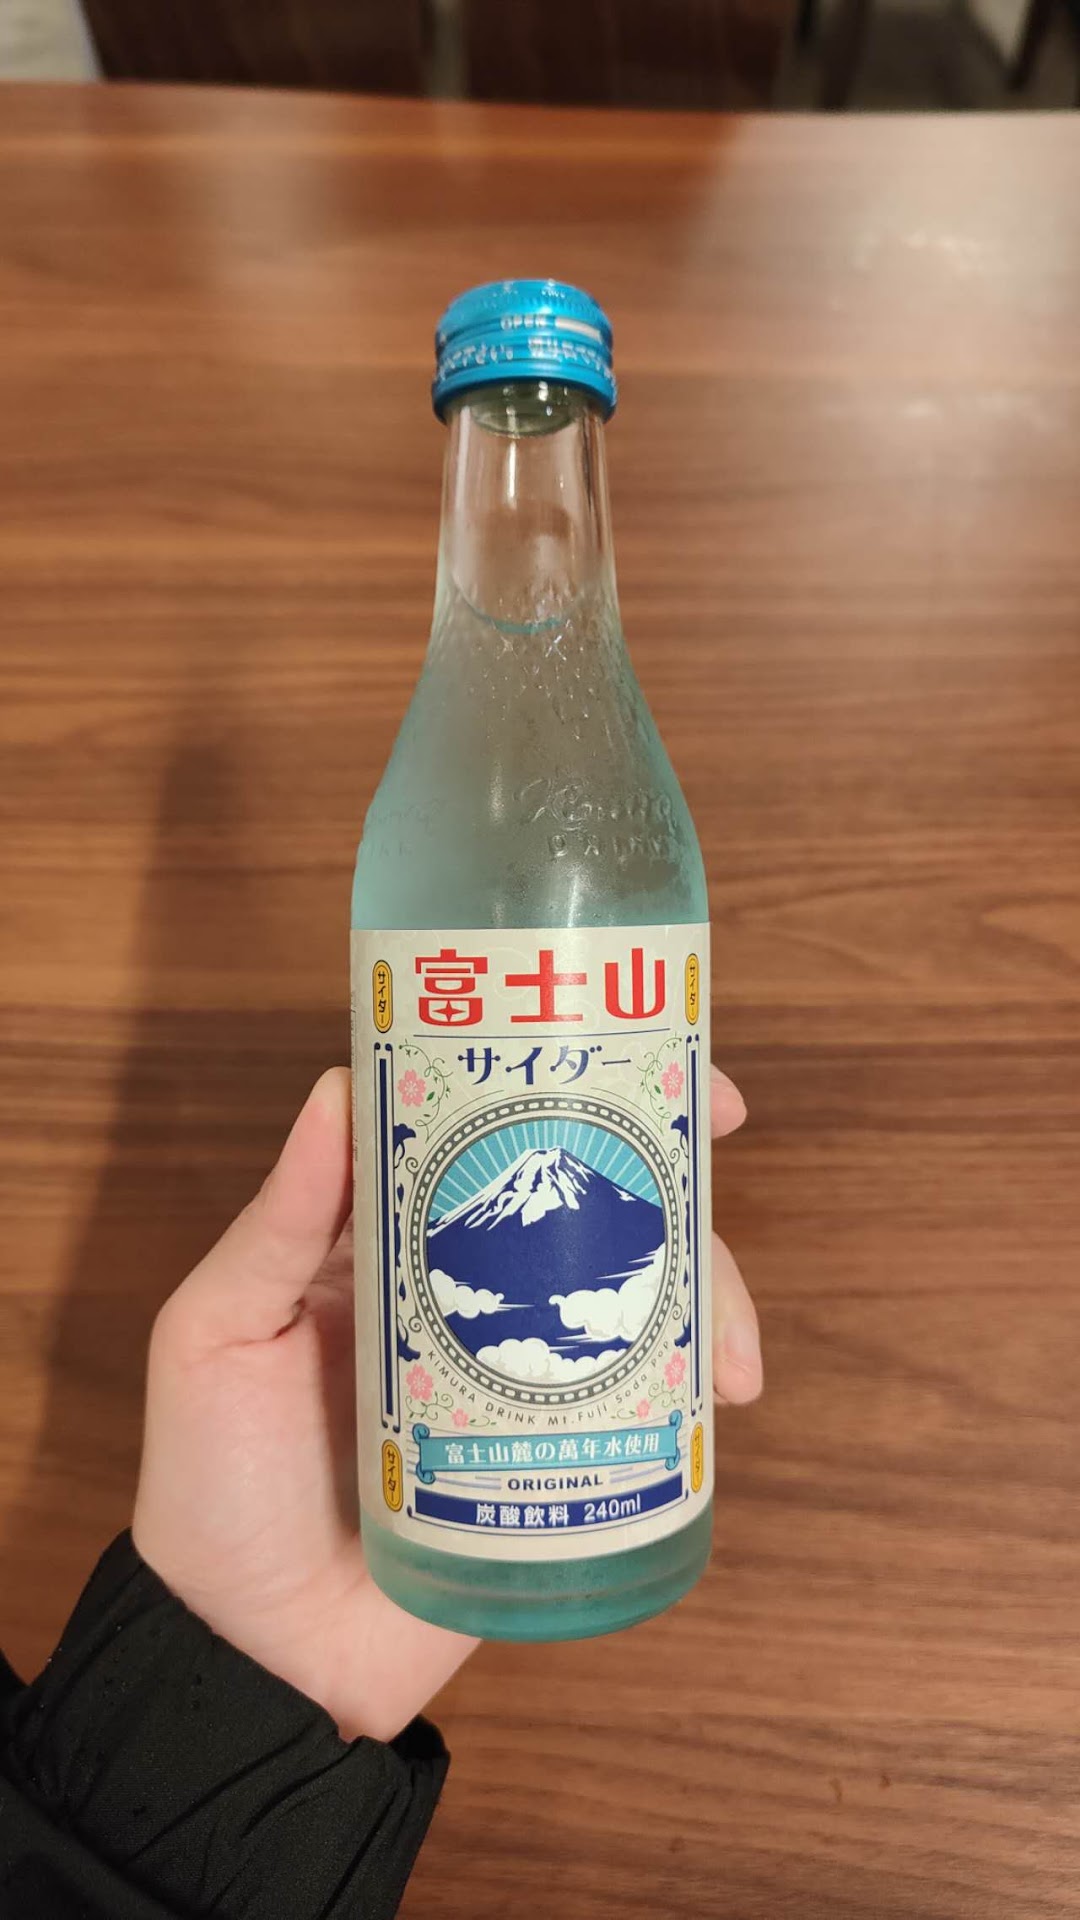 OPEN
Kimura
DRINK
富士山
サイダー
サイダー
サイダー
KIMURA DRINK Mt.Fuji Soda Pop
富士山麓の萬年水使用
ORIGINAL
サイダー
サイダー
炭酸飲料 240ml